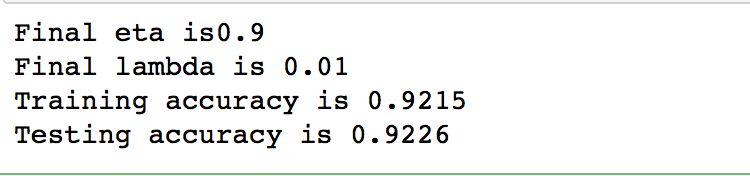 Final eta is0.9
Final lambda is 0.01
Training accuracy is 0.9215
Testing accuracy is 0.9226